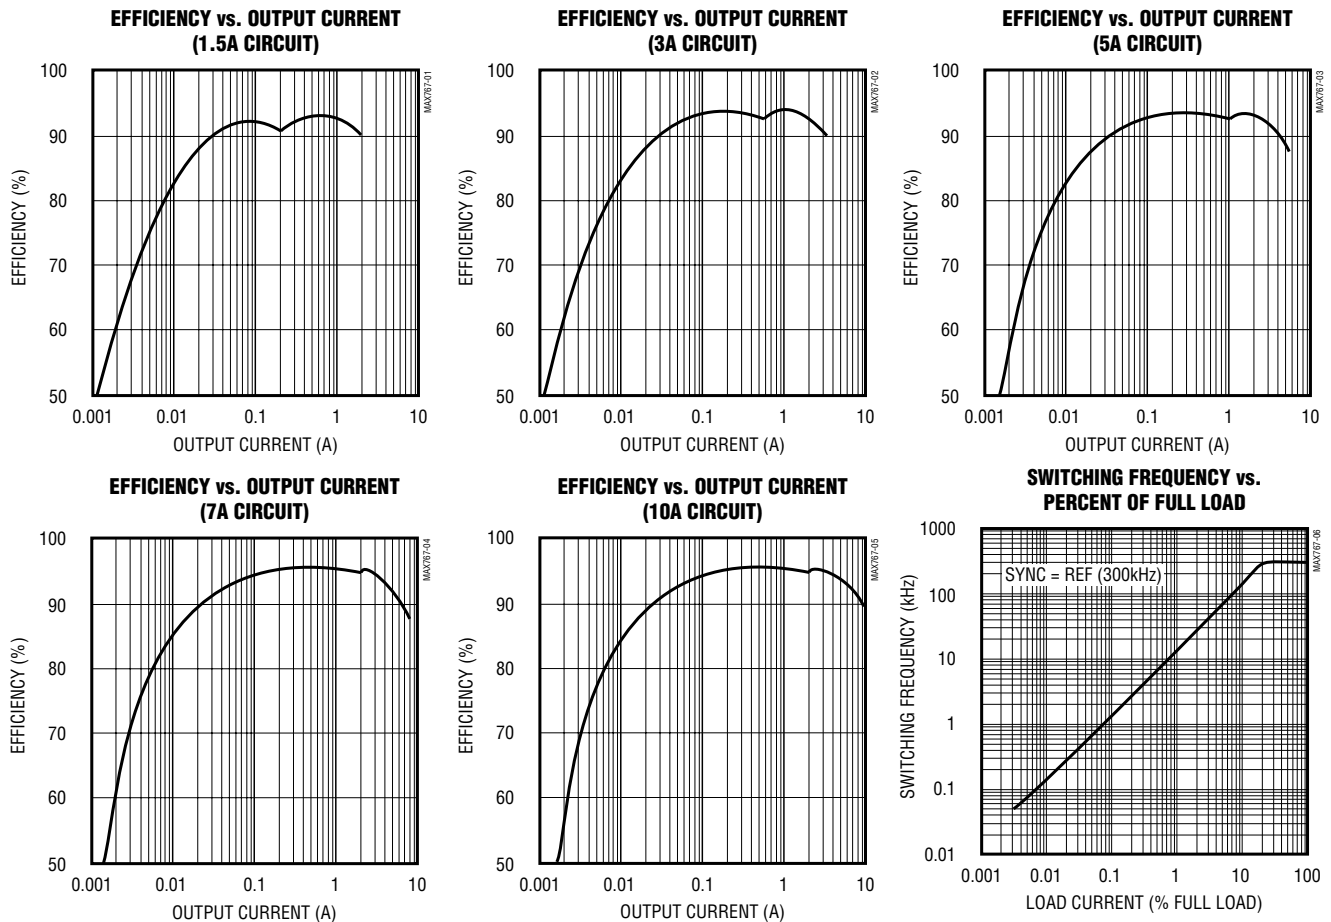 EFFICIENCY vs. OUTPUT CURRENT
(1.5A CIRCUIT)
100
90
80
70
60
50
EFFICIENCY (%)
0.001 0.01 0.1 1 10
OUTPUT CURRENT (A)
MAX767-01
EFFICIENCY vs. OUTPUT CURRENT
(3A CIRCUIT)
100
90
80
70
60
50
EFFICIENCY (%)
0.001 0.01 0.1 1 10
OUTPUT CURRENT (A)
MAX767-02
EFFICIENCY vs. OUTPUT CURRENT
(5A CIRCUIT)
100
90
80
70
60
50
EFFICIENCY (%)
0.001 0.01 0.1 1 10
OUTPUT CURRENT (A)
MAX767-03
EFFICIENCY vs. OUTPUT CURRENT
(7A CIRCUIT)
100
90
80
70
60
50
EFFICIENCY (%)
0.001 0.01 0.1 1 10
OUTPUT CURRENT (A)
MAX767-04
EFFICIENCY vs. OUTPUT CURRENT
(10A CIRCUIT)
100
90
80
70
60
50
EFFICIENCY (%)
0.001 0.01 0.1 1 10
OUTPUT CURRENT (A)
MAX767-05
SWITCHING FREQUENCY vs.
PERCENT OF FULL LOAD
1000
100
10
1
0.1
0.01
SWITCHING FREQUENCY (kHz)
SYNC = REF (300kHz)
0.001 0.01 0.1 1 10 100
LOAD CURRENT (% FULL LOAD)
MAX767-06